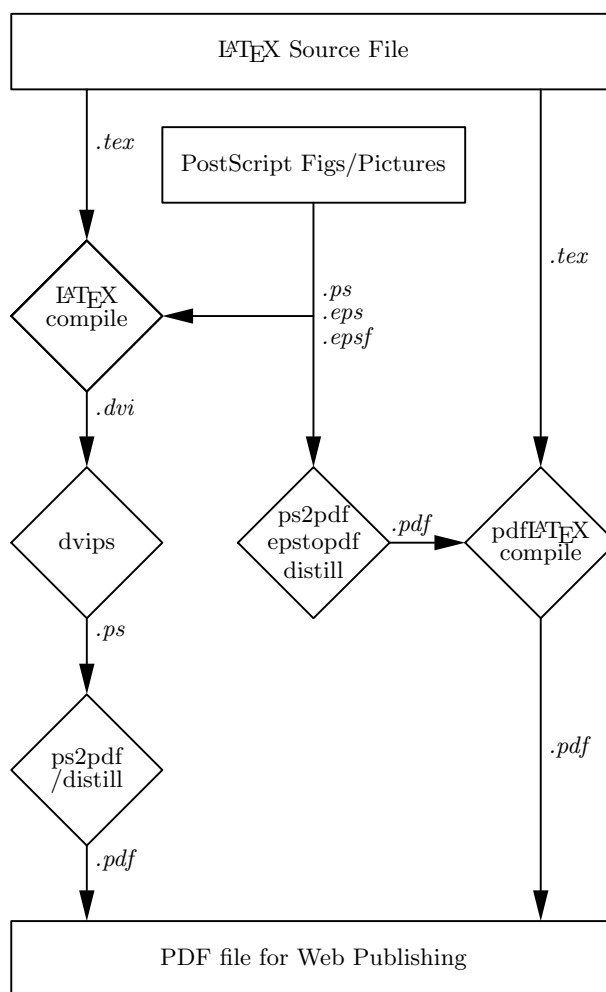 LATEX Source File
.tex
PostScript Figs/Pictures
.tex
LATEX
compile
.ps
.eps
.epsf
.dvi
dvips
ps2pdf
epstopdf
distill
.pdf
pdfLATEX
compile
.ps
ps2pdf
/distill
.pdf
.pdf
PDF file for Web Publishing